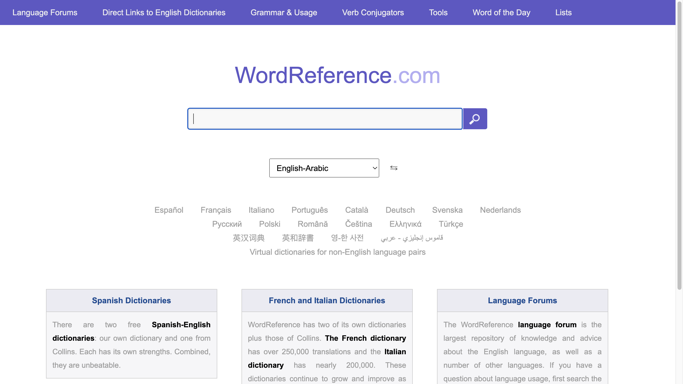 Language Forums Direct Links to English Dictionaries Grammar & Usage Verb Conjugators Tools Word of the Day Lists
WordReference.com
English-Arabic
Español Français Italiano Português Català Deutsch Svenska Nederlands
Русский Polski Română Čeština Ελληνικά Türkçe
英汉词典 英和辞書 영-한 사전 قاموس إنجليزي - عربي
Virtual dictionaries for non-English language pairs
Spanish Dictionaries
There are two free Spanish-English
dictionaries: our own dictionary and one from
Collins. Each has its own strengths. Combined,
they are unbeatable.
French and Italian Dictionaries
WordReference has two of its own dictionaries
plus those of Collins. The French dictionary
has over 250,000 translations and the Italian
dictionary has nearly 200,000. These
dictionaries continue to grow and improve as
Language Forums
The WordReference language forum is the
largest repository of knowledge and advice
about the English language, as well as a
number of other languages. If you have a
question about language usage, first search the